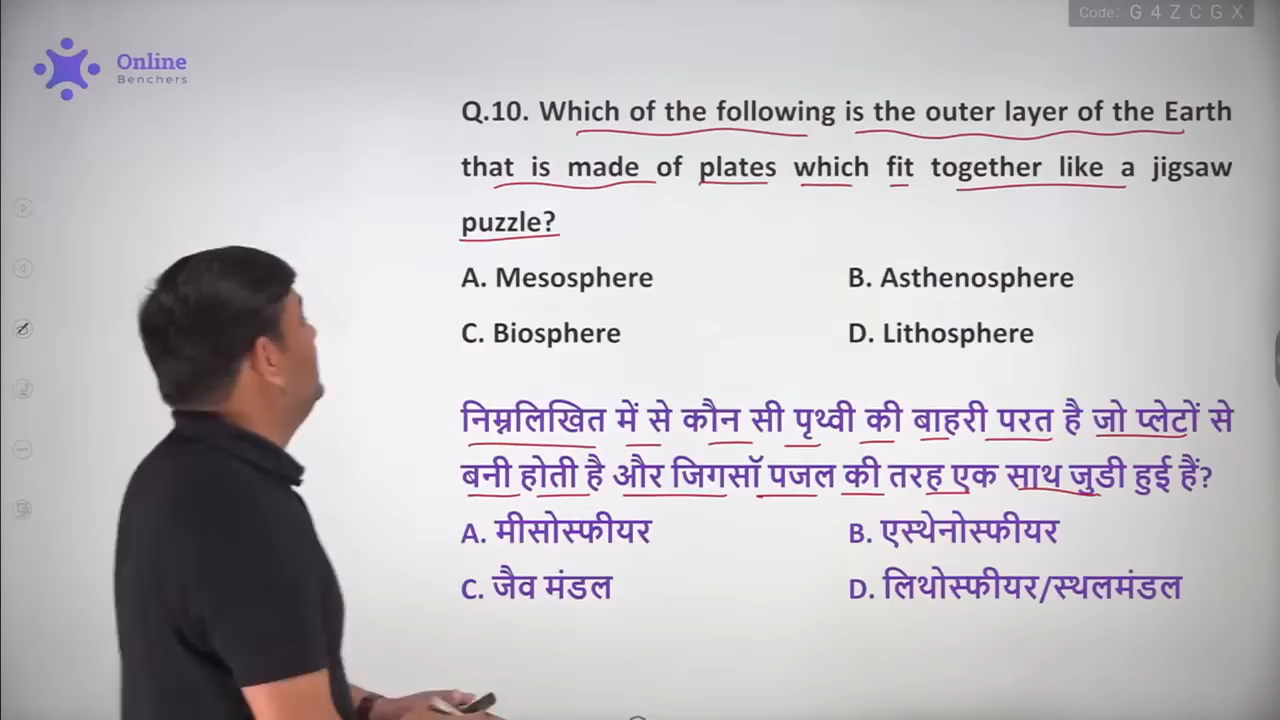 Code: G 4 Z C G X
Online
Benchers
Q.10. Which of the following is the outer layer of the Earth
that is made of plates which fit together like a jigsaw
puzzle?
A. Mesosphere B. Asthenosphere
C. Biosphere D. Lithosphere
निम्नलिखित में से कौन सी पृथ्वी की बाहरी परत है जो प्लेटों से
बनी होती है और जिगसॉ पजल की तरह एक साथ जुडी हुई हैं?
A. मीसोस्फीयर B. एस्थेनोस्फीयर
C. जैव मंडल D. लिथोस्फीयर/स्थलमंडल